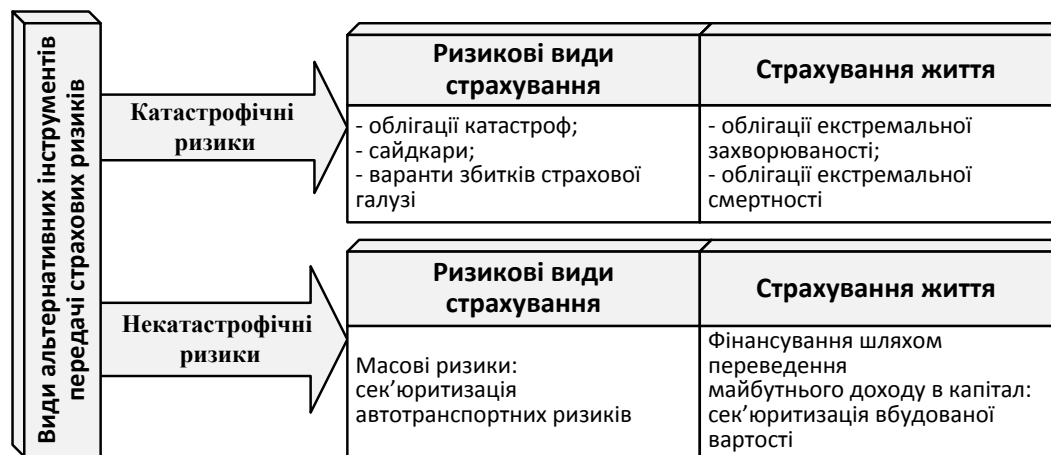 Види альтернативних інструментів
передачі страхових ризиків
Катастрофічні
ризики
Ризикові види
страхування
Страхування життя
- облігації катастроф;
- сайдкари;
- варанти збитків страхової
галузі
- облігації екстремальної
захворюваності;
- облігації екстремальної
смертності
Некатастрофічні
ризики
Ризикові види
страхування
Страхування життя
Масові ризики:
сек’юритизація
автотранспортних ризиків
Фінансування шляхом
переведення
майбутнього доходу в капітал:
сек’юритизація вбудованої
вартості